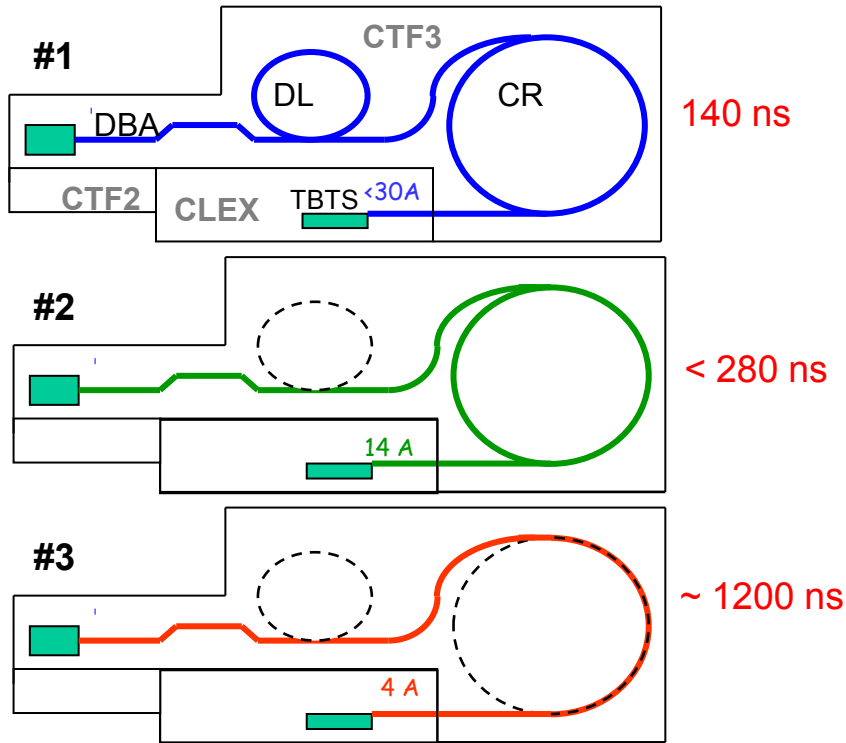 CTF3
#1
DL
CR
DBA
140 ns
CTF2
CLEX
TBTS
<30A
#2
< 280 ns
14 A
#3
~ 1200 ns
4 A